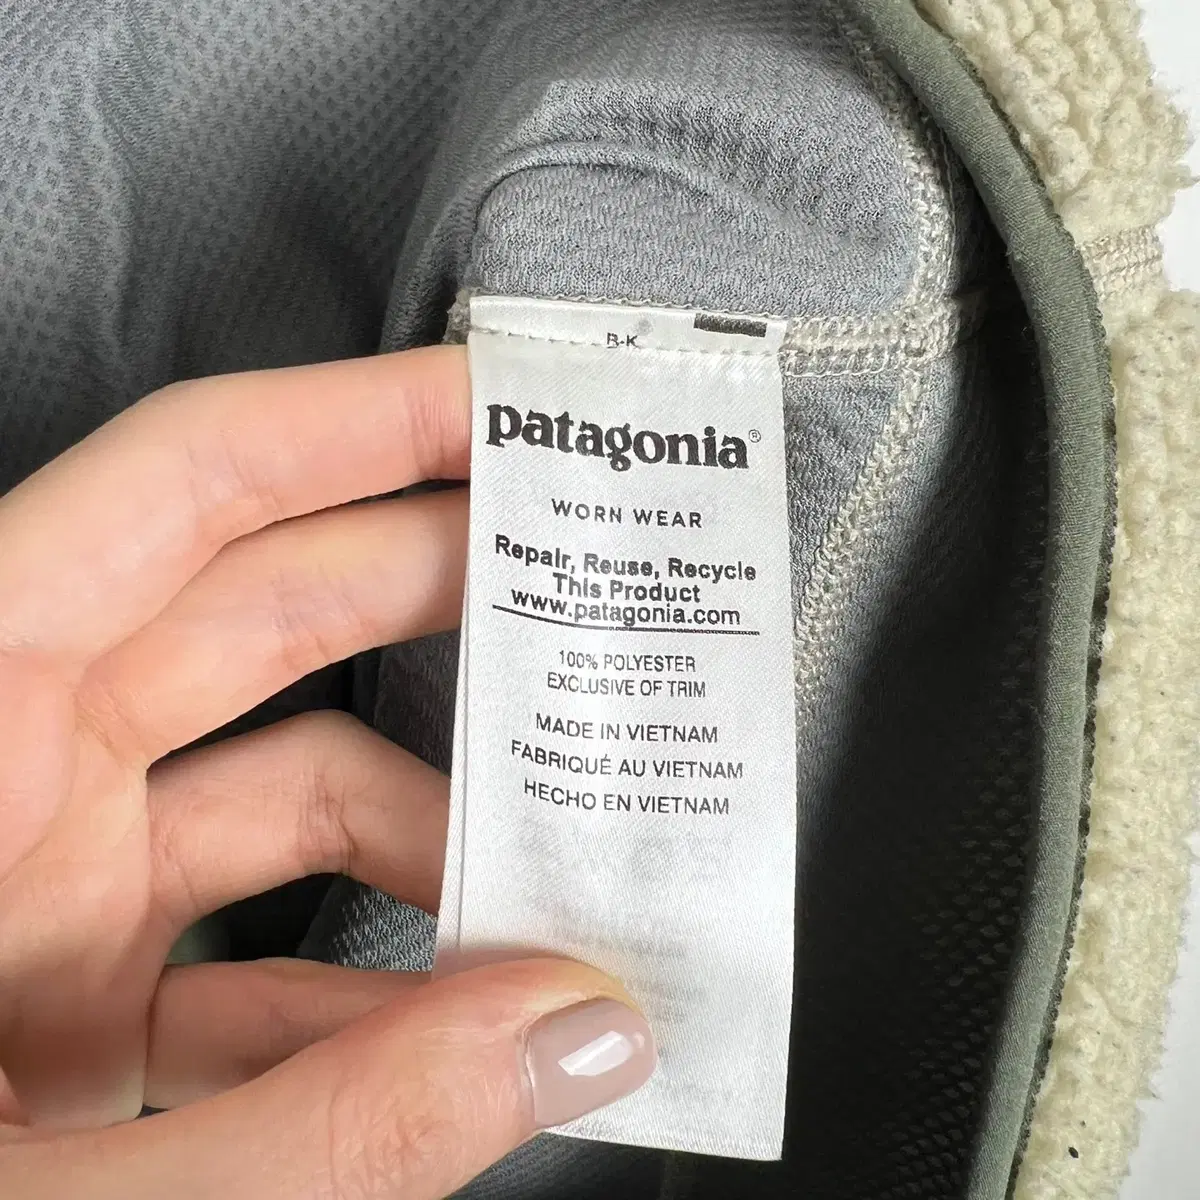 R-K
patagonia®
WORN WEAR
Repair, Reuse, Recycle
This Product
www.patagonia.com
100% POLYESTER
EXCLUSIVE OF TRIM
MADE IN VIETNAM
FABRIQUÉ AU VIETNAM
HECHO EN VIETNAM